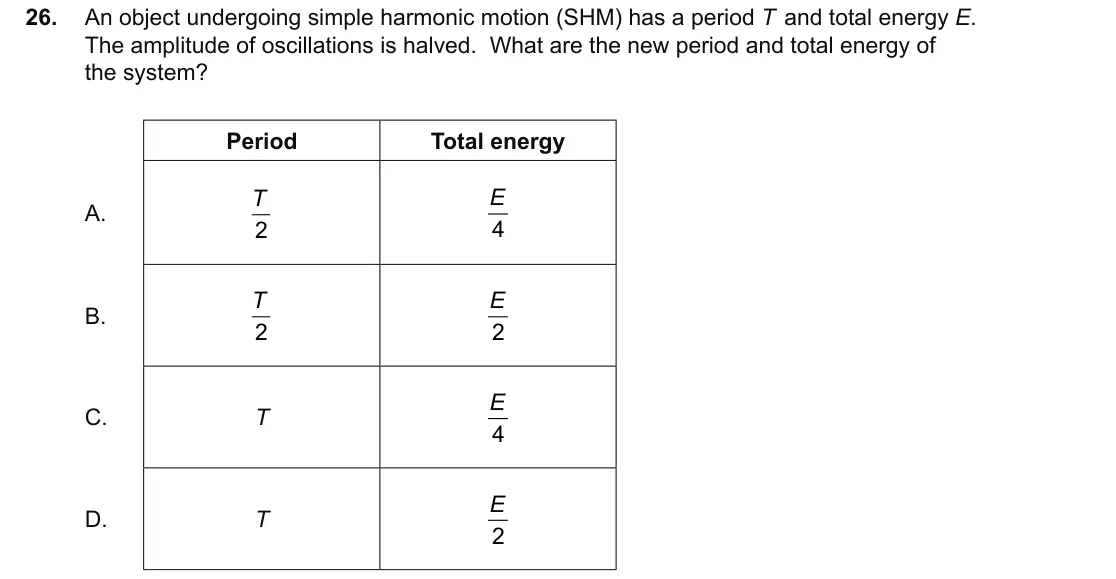 26. An object undergoing simple harmonic motion (SHM) has a period T and total energy E.
The amplitude of oscillations is halved. What are the new period and total energy of
the system?
Period Total energy
A. T/2 E/4
B. T/2 E/2
C. T E/4
D. T E/2